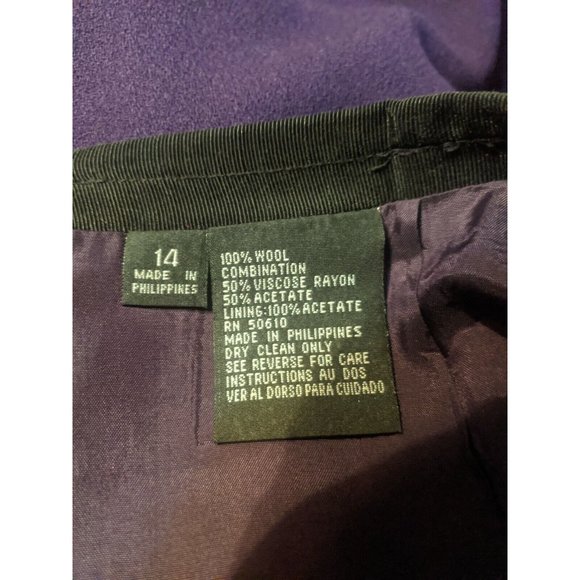 14
MADE IN
PHILIPPINES
100% WOOL
COMBINATION
50% VISCOSE RAYON
50% ACETATE
LINING:100% ACETATE
RN 50610
MADE IN PHILIPPINES
DRY CLEAN ONLY
SEE REVERSE FOR CARE
INSTRUCTIONS AU DOS
VER AL DORSO PARA CUIDADO